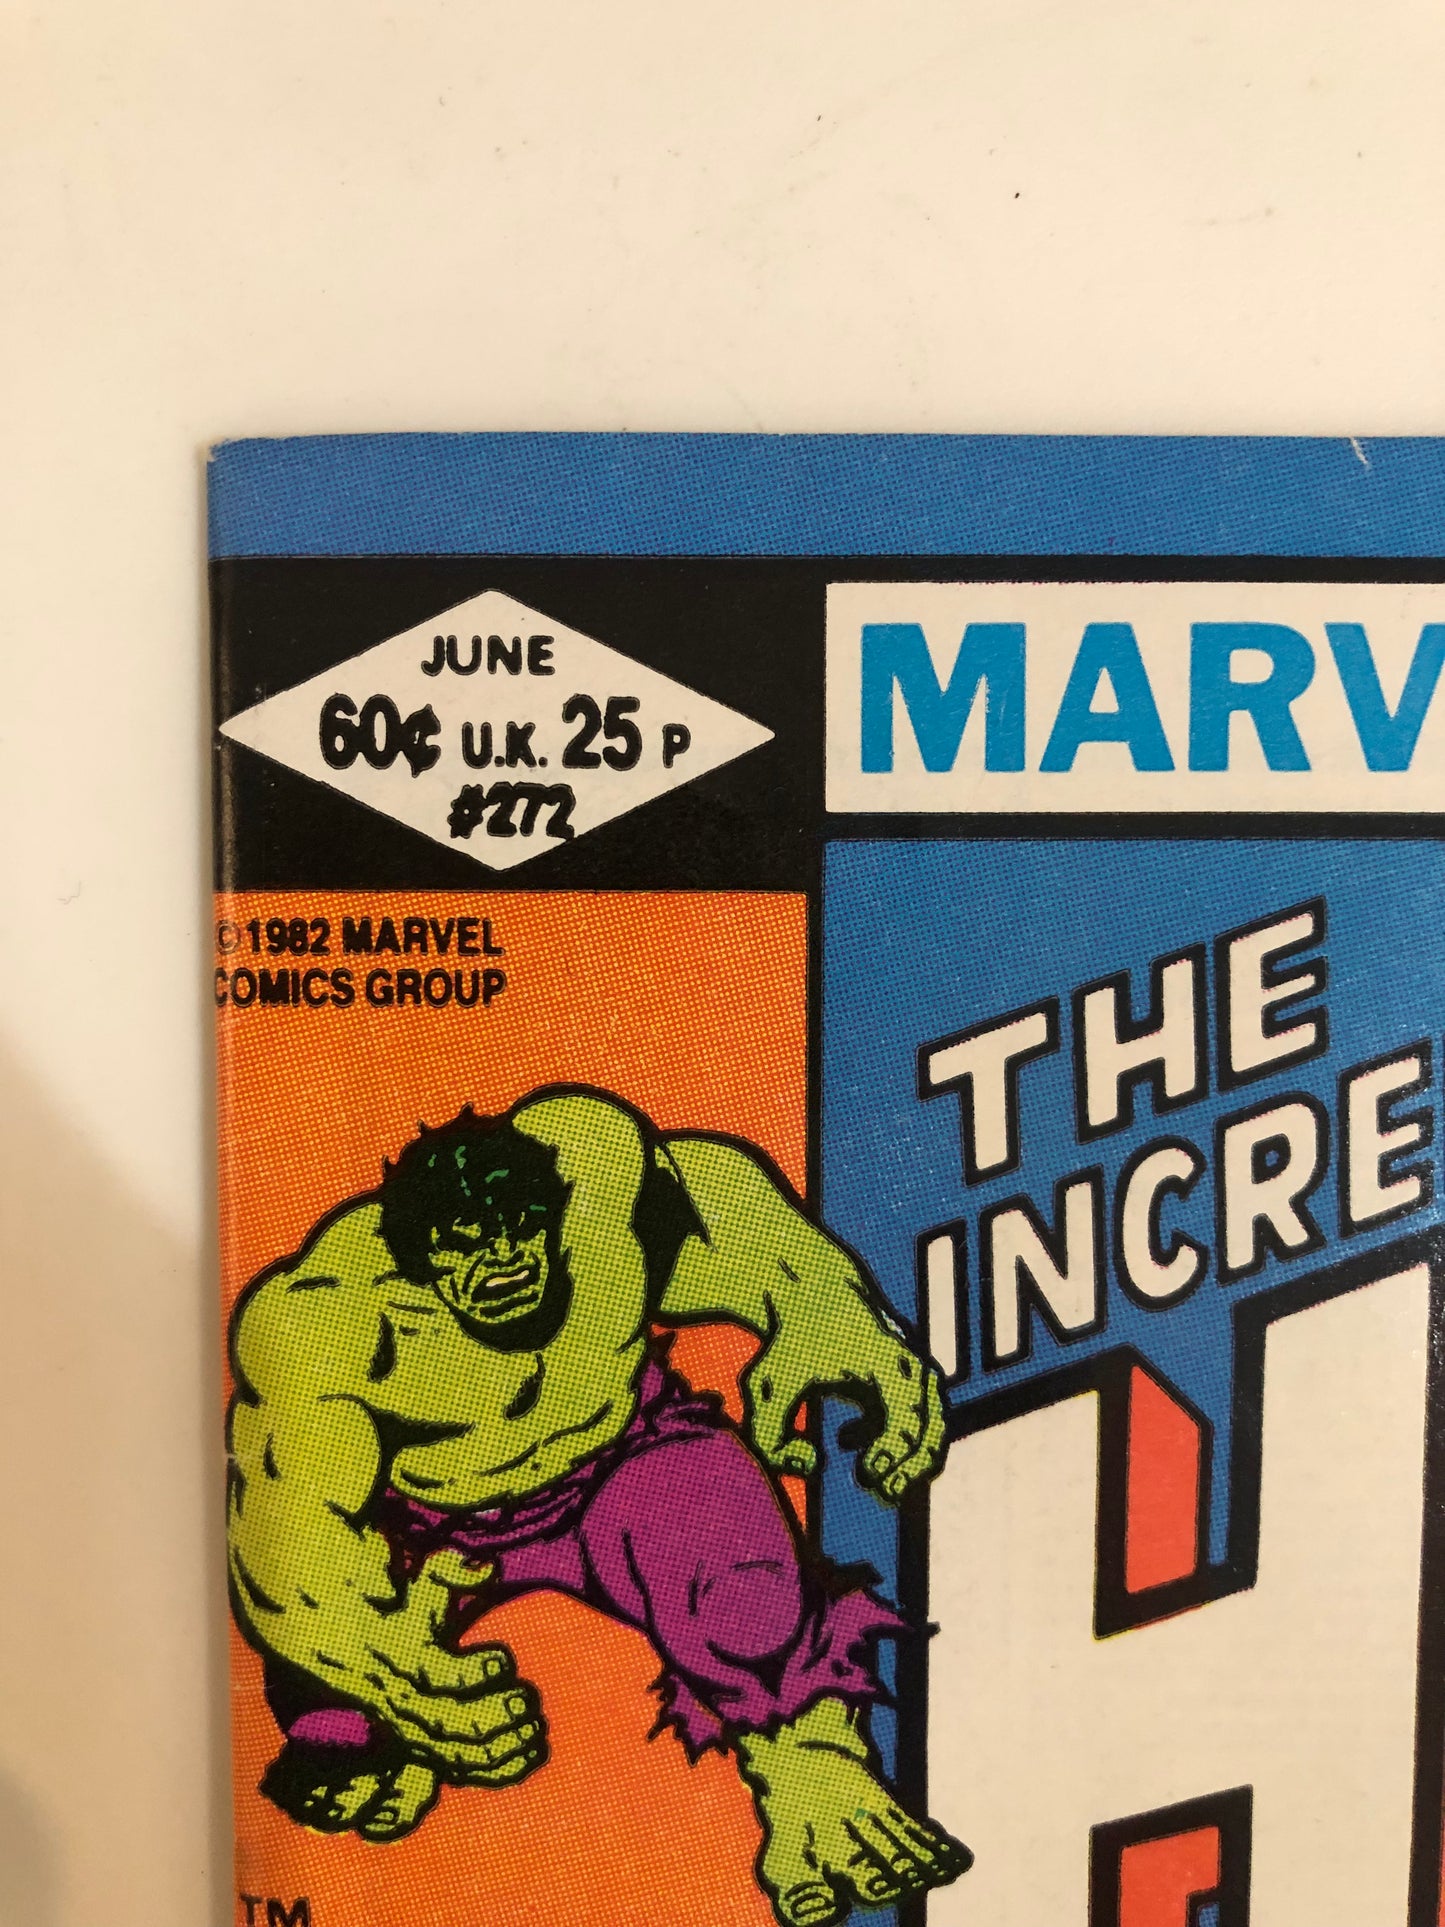 JUNE
60¢ U.K. 25 P
#272
MARV
© 1982 MARVEL
COMICS GROUP
THE
INCRE
H
TM